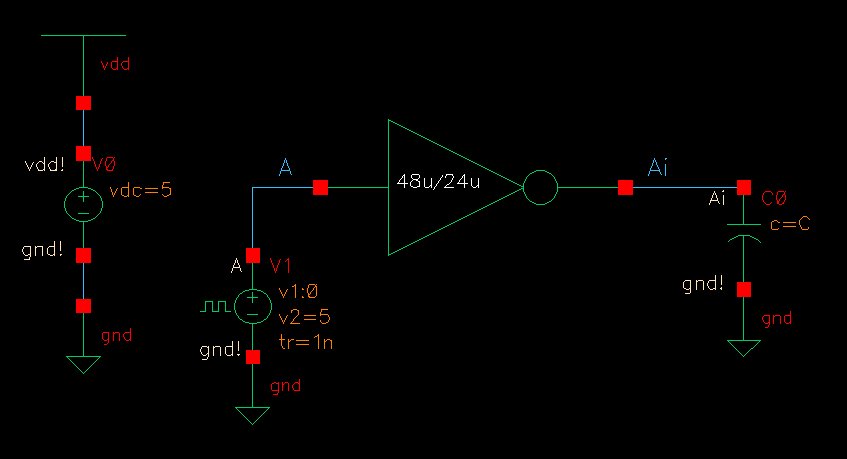 vdd
vdd!
V0
vdc=5
gnd!
gnd
A
A
V1
v1:0
v2=5
tr=1n
gnd!
gnd
48u/24u
Ai
Ai
C0
c=C
gnd!
gnd